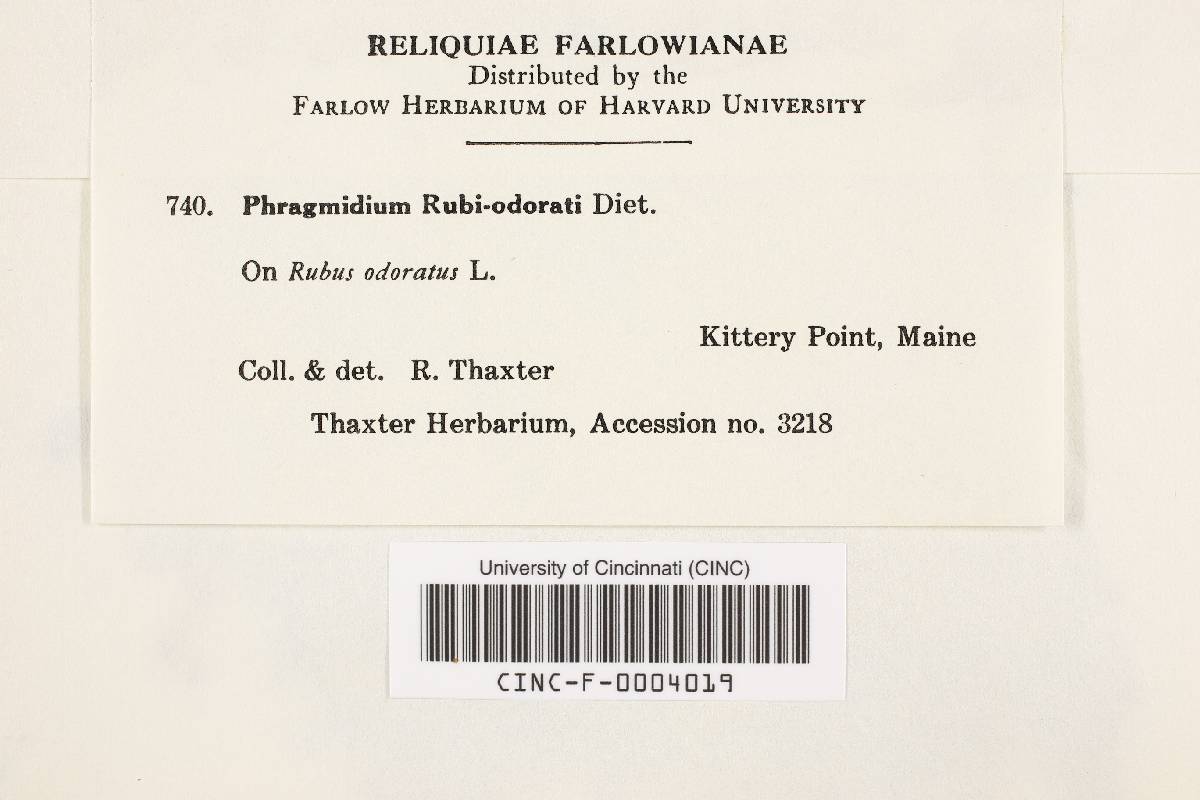 RELIQUIAE FARLOWIANAE
Distributed by the
FARLOW HERBARIUM OF HARVARD UNIVERSITY
740. Phragmidium Rubi-odorati Diet.
On Rubus odoratus L.
Kittery Point, Maine
Coll. & det. R. Thaxter
Thaxter Herbarium, Accession no. 3218
University of Cincinnati (CINC)
CINC-F-0004019